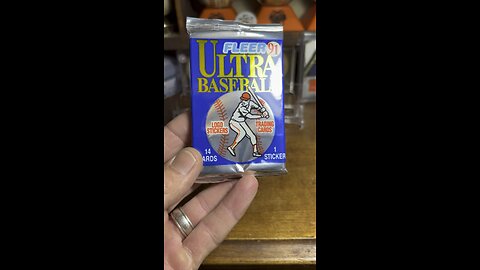 FLEER '91
ULTRA
BASEBALL
LOGO STICKERS
TRADING CARDS
14 CARDS
1 STICKER